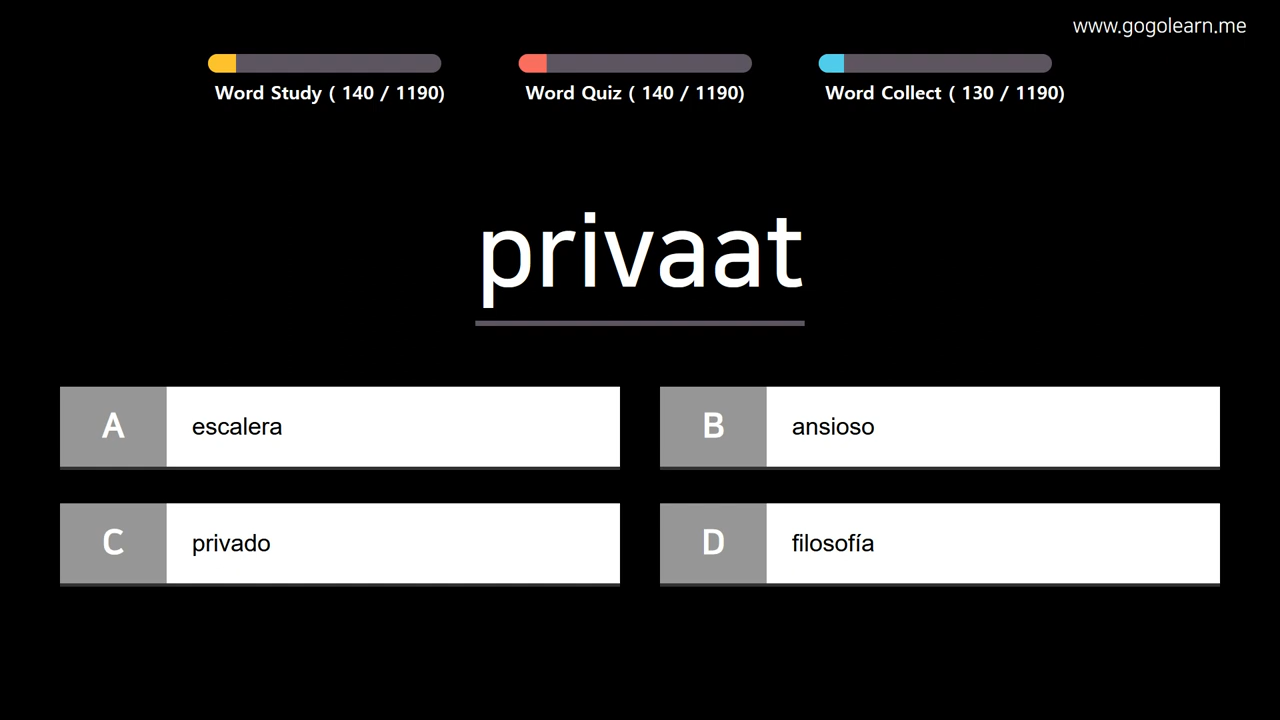 www.gogolearn.me
Word Study ( 140 / 1190)
Word Quiz ( 140 / 1190)
Word Collect ( 130 / 1190)
privaat
A escalera
B ansioso
C privado
D filosofía